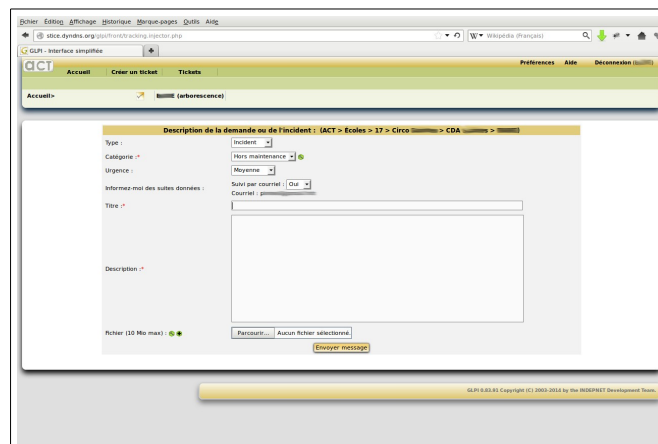 Fichier Édition Affichage Historique Marque-pages Outils Aide
stice.dyndns.org/glpi/front/tracking.injector.php
Wikipédia (Français)
GLPI - Interface simplifiée
Préférences Aide Déconnexion
act
Accueil Créer un ticket Tickets
Accueil> (arborescence)
Description de la demande ou de l'incident : (ACT > Ecoles > 17 > Circo > CDA >
Type : Incident
Catégorie :* Hors maintenance
Urgence : Moyenne
Informez-moi des suites données : Suivi par courriel : Oui
Courriel : p
Titre :*
Description :*
Fichier (10 Mio max) : Parcourir... Aucun fichier sélectionné.
Envoyer message
GLPI 0.83.91 Copyright (C) 2003-2014 by the INDEPNET Development Team.